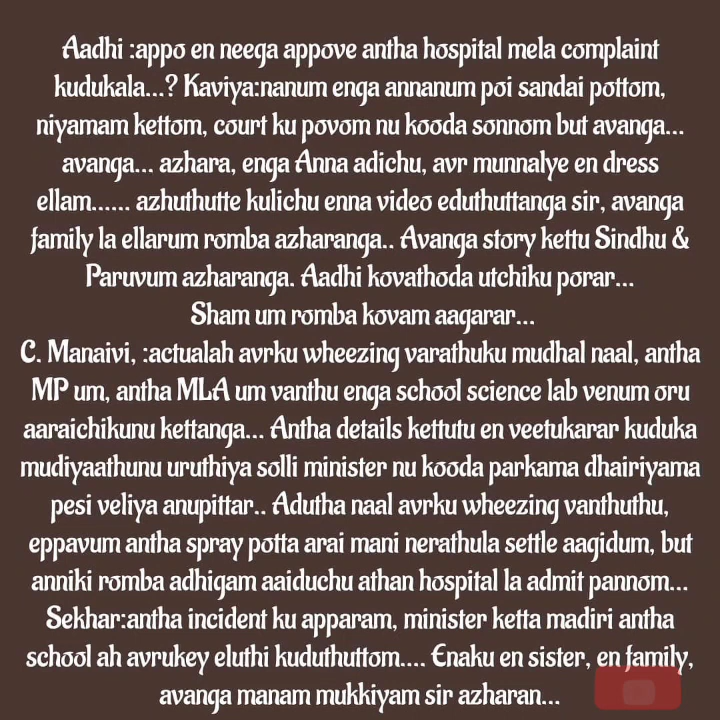 Aadhi :appo en neega appove antha hospital mela complaint
kudukala...? Kaviya:nanum enga annanum poi sandai pottom,
niyamam kettom, court ku povom nu kooda sonnom but avanga...
avanga... azhara, enga Anna adichu, avr munnalye en dress
ellam...... azhuthutte kulichu enna video eduthuttanga sir, avanga
family la ellarum romba azharanga.. Avanga story kettu Sindhu &
Paruvum azharanga. Aadhi kovathoda utchiku porar...
Sham um romba kovam aagarar...
C. Manaivi, :actualah avrku wheezing varathuku mudhal naal, antha
MP um, antha MLA um vanthu enga school science lab venum oru
aaraichikunu kettanga... Antha details kettutu en veetukarar kuduka
mudiyaathunu uruthiya solli minister nu kooda parkama dhairiyama
pesi veliya anupittar.. Adutha naal avrku wheezing vanthuthu,
eppavum antha spray potta arai mani nerathula settle aagidum, but
anniki romba adhigam aaiduchu athan hospital la admit pannom...
Sekhar:antha incident ku apparam, minister ketta madiri antha
school ah avrukey eluthi kuduthuttom.... Enaku en sister, en family,
avanga manam mukkiyam sir azharan...